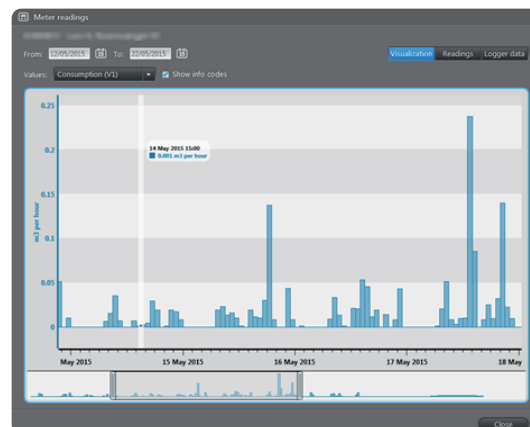 Meter readings
From: 12/05/2015 To: 22/05/2015
Visualization Readings Logger data
Values: Consumption (V1) Show info codes
0.25
0.2
0.15
0.1
0.05
0
m3 per hour
14 May 2015 15:00
0.001 m3 per hour
May 2015 15 May 2015 16 May 2015 17 May 2015 18 May
Close